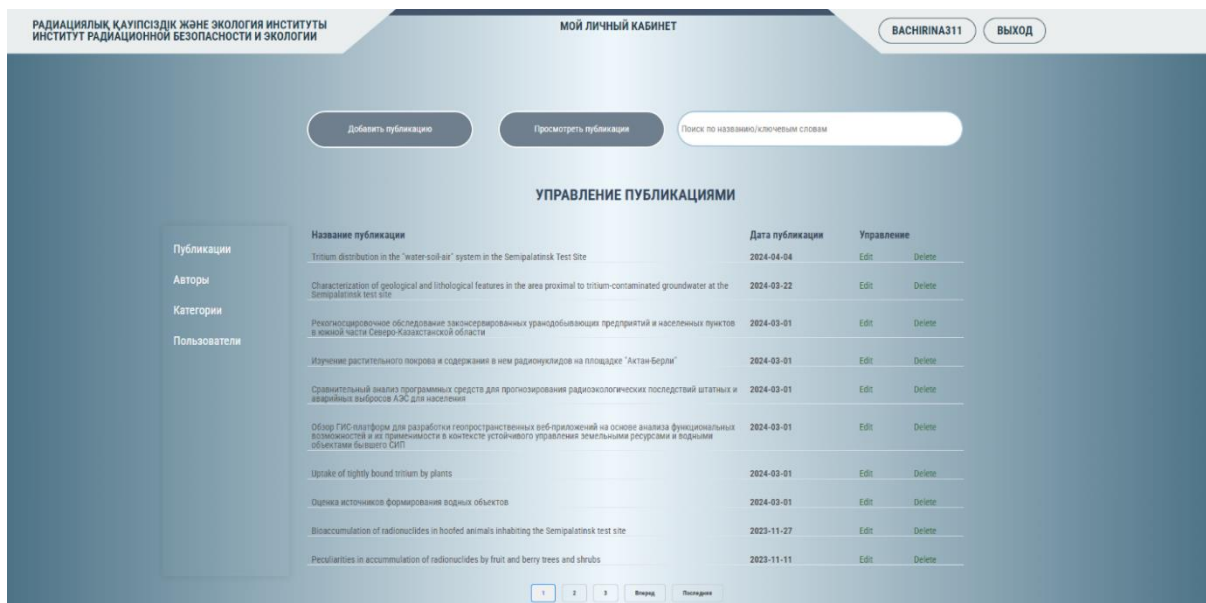 РАДИАЦИЯЛЫҚ ҚАУІПСІЗДІК ЖӘНЕ ЭКОЛОГИЯ ИНСТИТУТЫ
ИНСТИТУТ РАДИАЦИОННОЙ БЕЗОПАСНОСТИ И ЭКОЛОГИИ
МОЙ ЛИЧНЫЙ КАБИНЕТ
BACHIRINA311
ВЫХОД
Добавить публикацию
Просмотреть публикации
Поиск по названию/ключевым словам
УПРАВЛЕНИЕ ПУБЛИКАЦИЯМИ
Публикации
Авторы
Категории
Пользователи
Название публикации Дата публикации Управление
Tritium distribution in the "water-soil-air" system in the Semipalatinsk Test Site 2024-04-04 Edit Delete
Characterization of geological and lithological features in the area proximal to tritium-contaminated groundwater at the 2024-03-22 Edit Delete
Semipalatinsk test site
Рекогносцировочное обследование законсервированных уранодобывающих предприятий и населенных пунктов 2024-03-01 Edit Delete
в южной части Северо-Казахстанской области
Изучение растительного покрова и содержания в нем радионуклидов на площадке "Актан-Берли" 2024-03-01 Edit Delete
Сравнительный анализ программных средств для прогнозирования радиоэкологических последствий штатных и 2024-03-01 Edit Delete
аварийных выбросов АЭС для населения
Обзор ГИС-платформ для разработки геопространственных веб-приложений на основе анализа функциональных 2024-03-01 Edit Delete
возможностей и их применимости в контексте устойчивого управления земельными ресурсами и водными
объектами бывшего СИП
Uptake of tightly bound tritium by plants 2024-03-01 Edit Delete
Оценка источников формирования водных объектов 2024-03-01 Edit Delete
Bioaccumulation of radionuclides in hoofed animals inhabiting the Semipalatinsk test site 2023-11-27 Edit Delete
Peculiarities in accummulation of radionuclides by fruit and berry trees and shrubs 2023-11-11 Edit Delete
1 2 3 Вперед Последняя